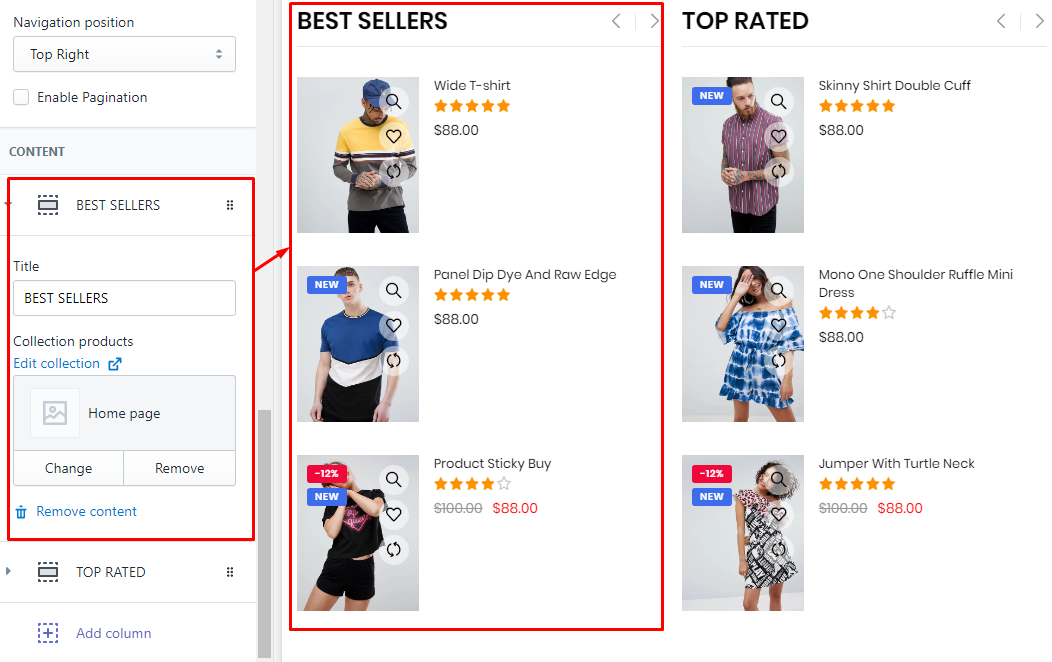 Navigation position
Top Right
Enable Pagination
CONTENT
BEST SELLERS
Title
BEST SELLERS
Collection products
Edit collection
Home page
Change
Remove
Remove content
TOP RATED
Add column
BEST SELLERS
Wide T-shirt
$88.00
NEW
Panel Dip Dye And Raw Edge
$88.00
-12%
NEW
Product Sticky Buy
$100.00 $88.00
TOP RATED
NEW
Skinny Shirt Double Cuff
$88.00
NEW
Mono One Shoulder Ruffle Mini
Dress
$88.00
-12%
NEW
Jumper With Turtle Neck
$100.00 $88.00